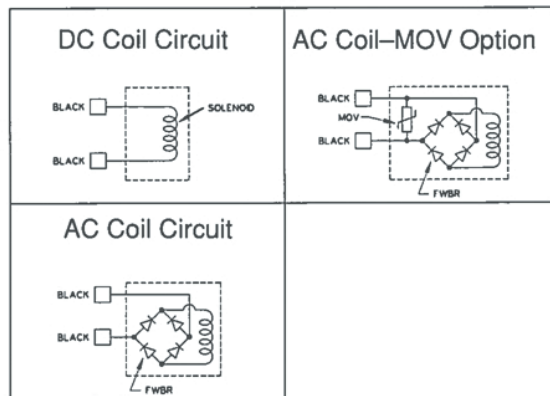 DC Coil Circuit
BLACK
SOLENOID
BLACK
AC Coil–MOV Option
BLACK
MOV
BLACK
FWBR
AC Coil Circuit
BLACK
BLACK
FWBR